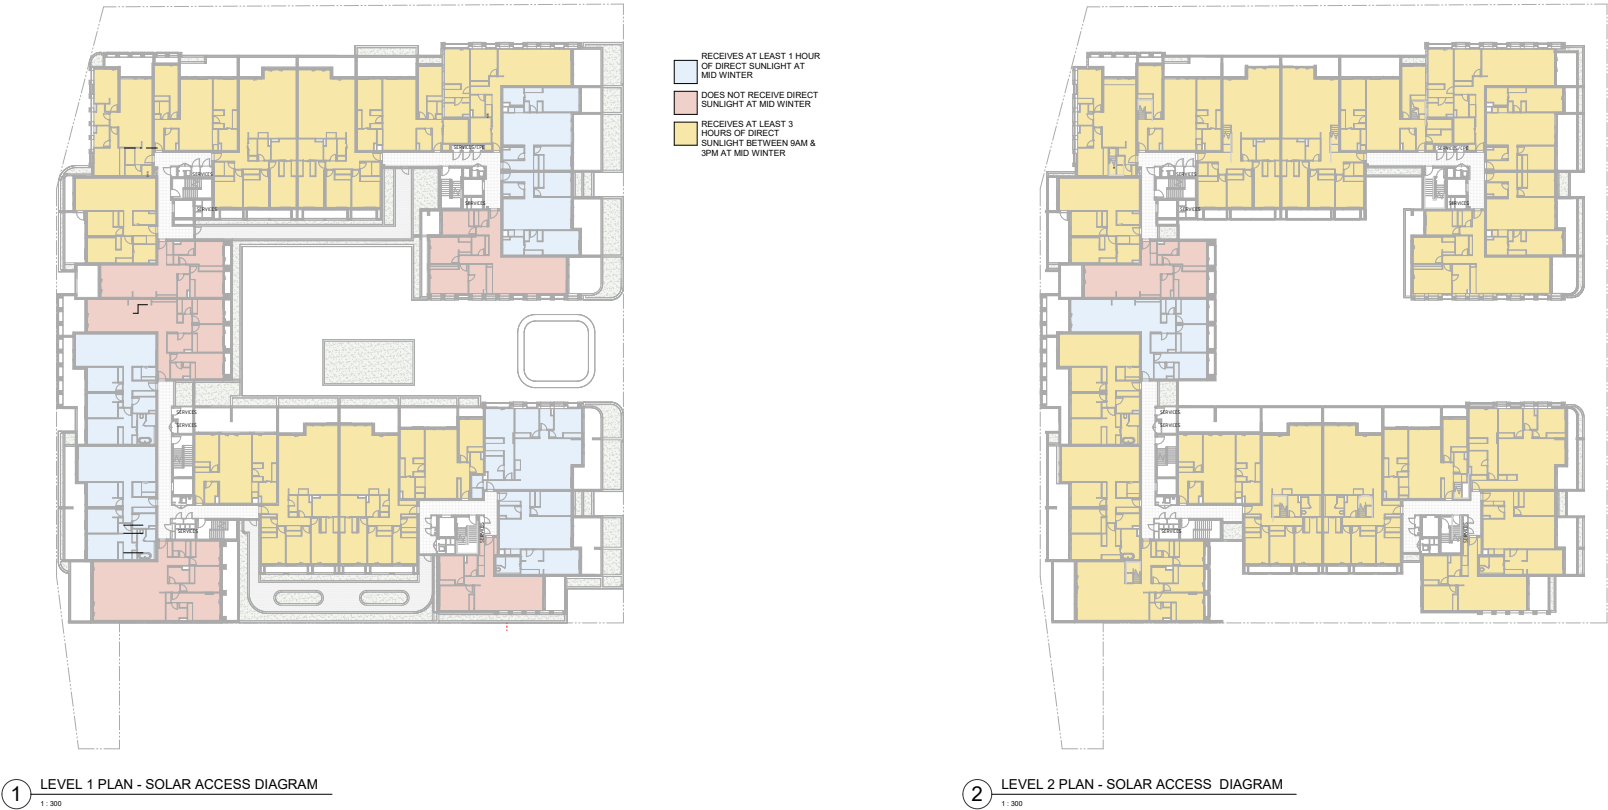 RECEIVES AT LEAST 1 HOUR
OF DIRECT SUNLIGHT AT
MID WINTER
DOES NOT RECEIVE DIRECT
SUNLIGHT AT MID WINTER
RECEIVES AT LEAST 3
HOURS OF DIRECT
SUNLIGHT BETWEEN 9AM &
3PM AT MID WINTER
SERVICES
SERVICES
SERVICES
SERVICES
SERVICES
SERVICES
SERVICES
SERVICES
SERVICES
SERVICES
SERVICES
SERVICES
SERVICES
1
LEVEL 1 PLAN - SOLAR ACCESS DIAGRAM
1 : 300
2
LEVEL 2 PLAN - SOLAR ACCESS DIAGRAM
1 : 300